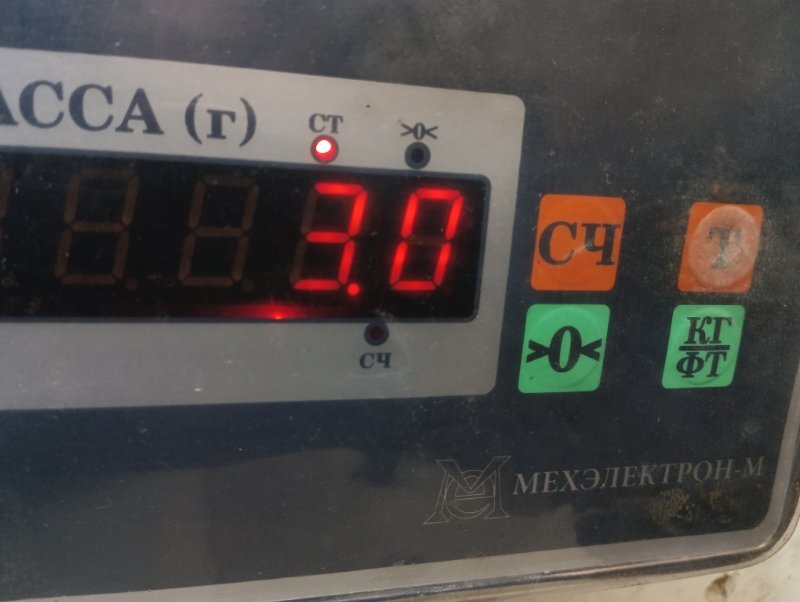 АССА (г)
СТ
>0<
3.0
СЧ
СЧ
Т
>0<
КГ
ФТ
МЕХЭЛЕКТРОН-М